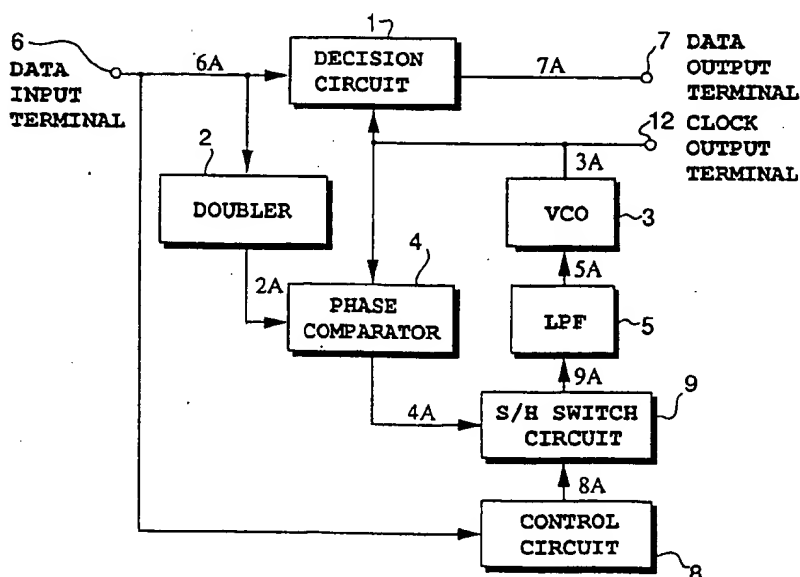 6
DATA
INPUT
TERMINAL
6A
1
DECISION
CIRCUIT
7A
7
DATA
OUTPUT
TERMINAL
12
CLOCK
OUTPUT
TERMINAL
2
DOUBLER
3A
VCO
3
2A
4
PHASE
COMPARATOR
5A
LPF
5
4A
9A
S/H SWITCH
CIRCUIT
9
8A
CONTROL
CIRCUIT
8